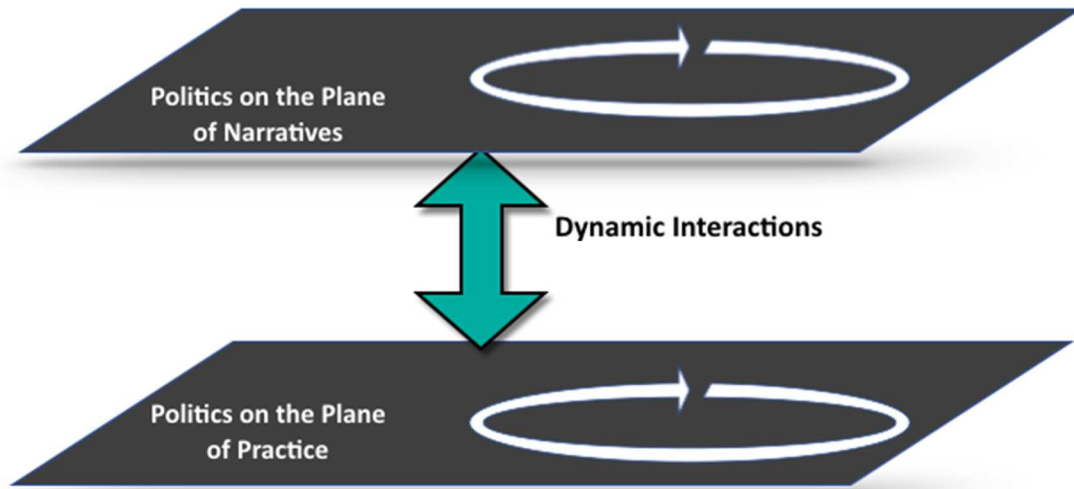 Politics on the Plane
of Narratives
Dynamic Interactions
Politics on the Plane
of Practice